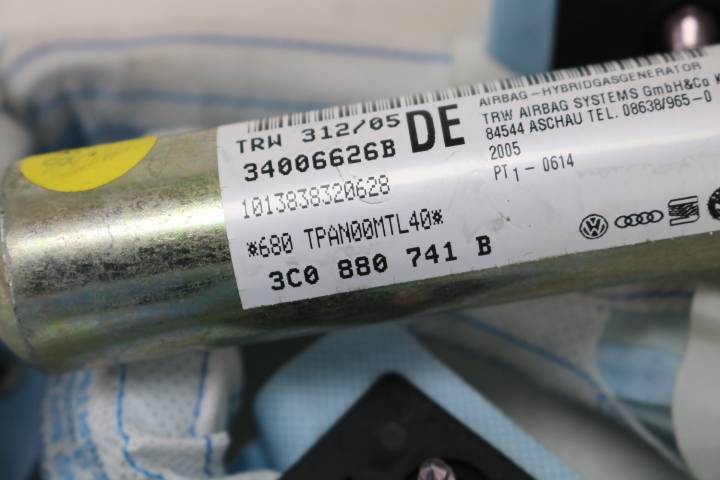 TRW 312/05
34006626B
DE
1013838320628
*680 TPAN00MTL40*
3C0 880 741 B
AIRBAG-HYBRIDGASGENERATOR
TRW AIRBAG SYSTEMS GmbH&Co
84544 ASCHAU TEL. 08638/965-0
2005
PT1-0614